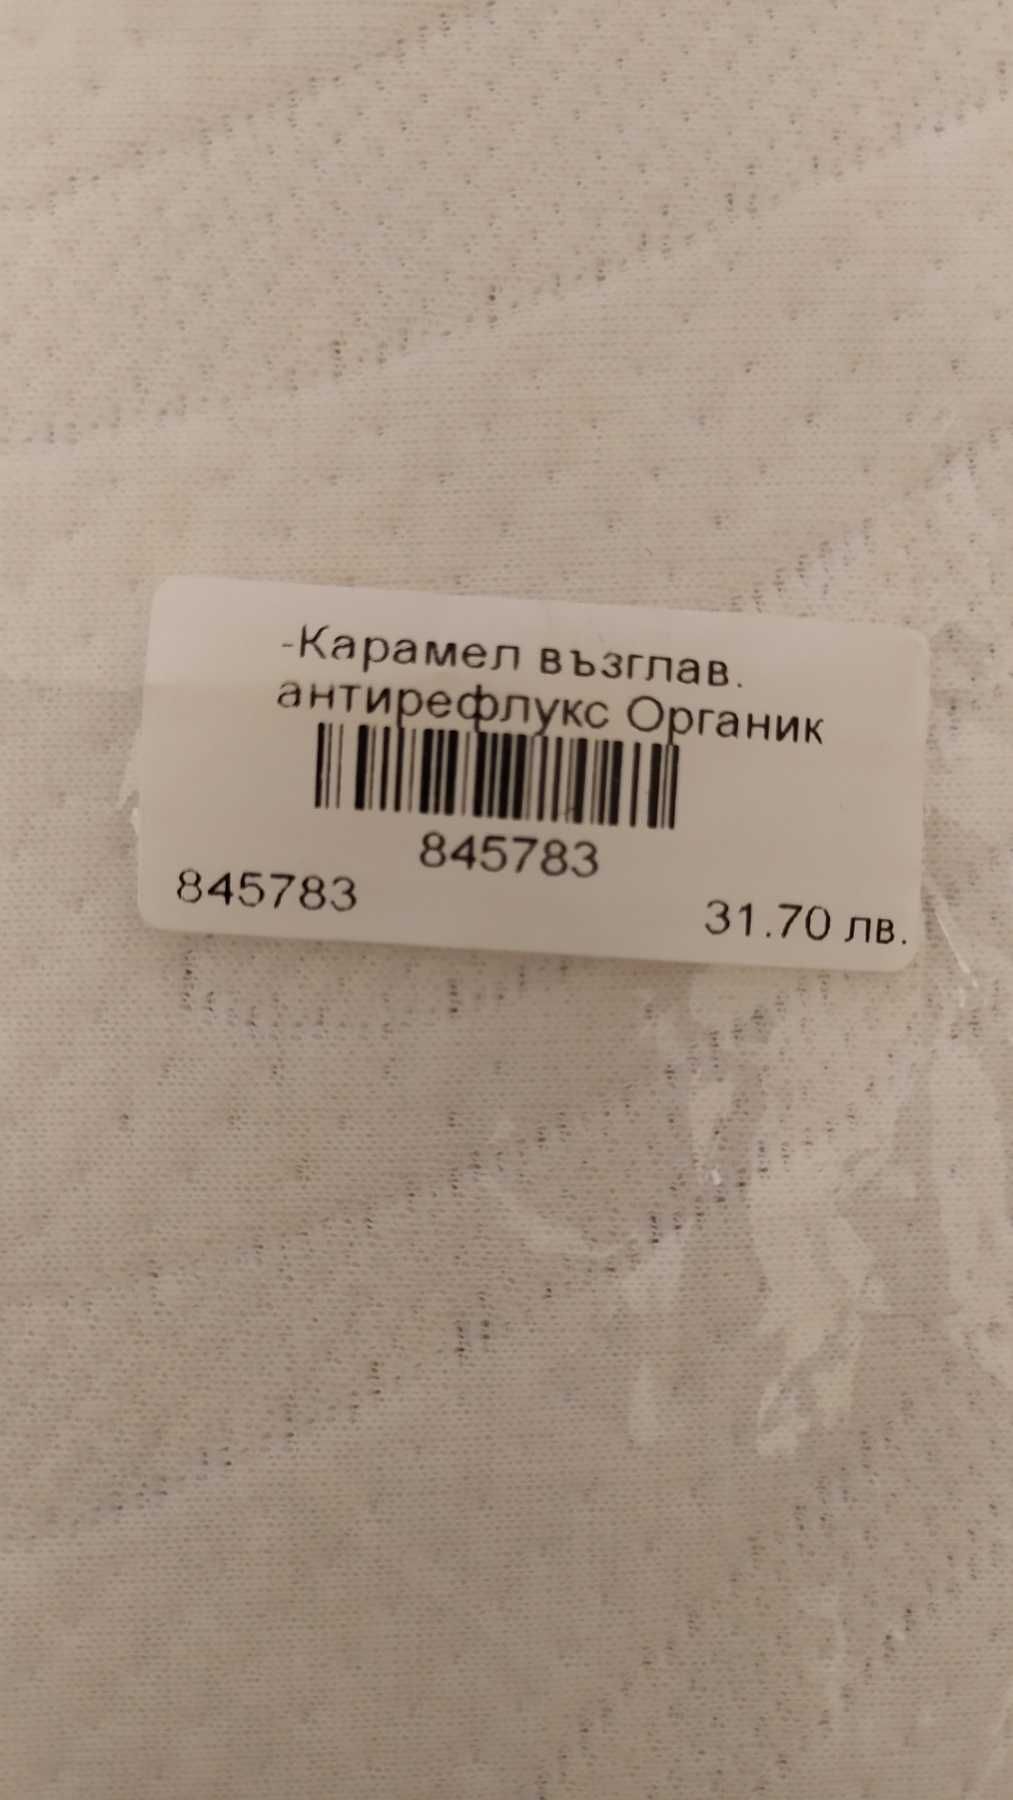 -Карамел възглав.
антирефлукс Органик
845783
845783 31.70 лв.